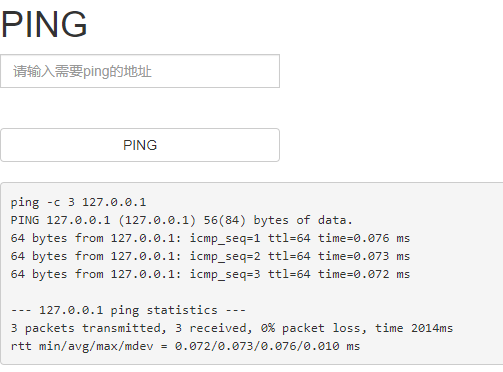 PING
请输入需要ping的地址
PING
ping -c 3 127.0.0.1
PING 127.0.0.1 (127.0.0.1) 56(84) bytes of data.
64 bytes from 127.0.0.1: icmp_seq=1 ttl=64 time=0.076 ms
64 bytes from 127.0.0.1: icmp_seq=2 ttl=64 time=0.073 ms
64 bytes from 127.0.0.1: icmp_seq=3 ttl=64 time=0.072 ms
--- 127.0.0.1 ping statistics ---
3 packets transmitted, 3 received, 0% packet loss, time 2014ms
rtt min/avg/max/mdev = 0.072/0.073/0.076/0.010 ms